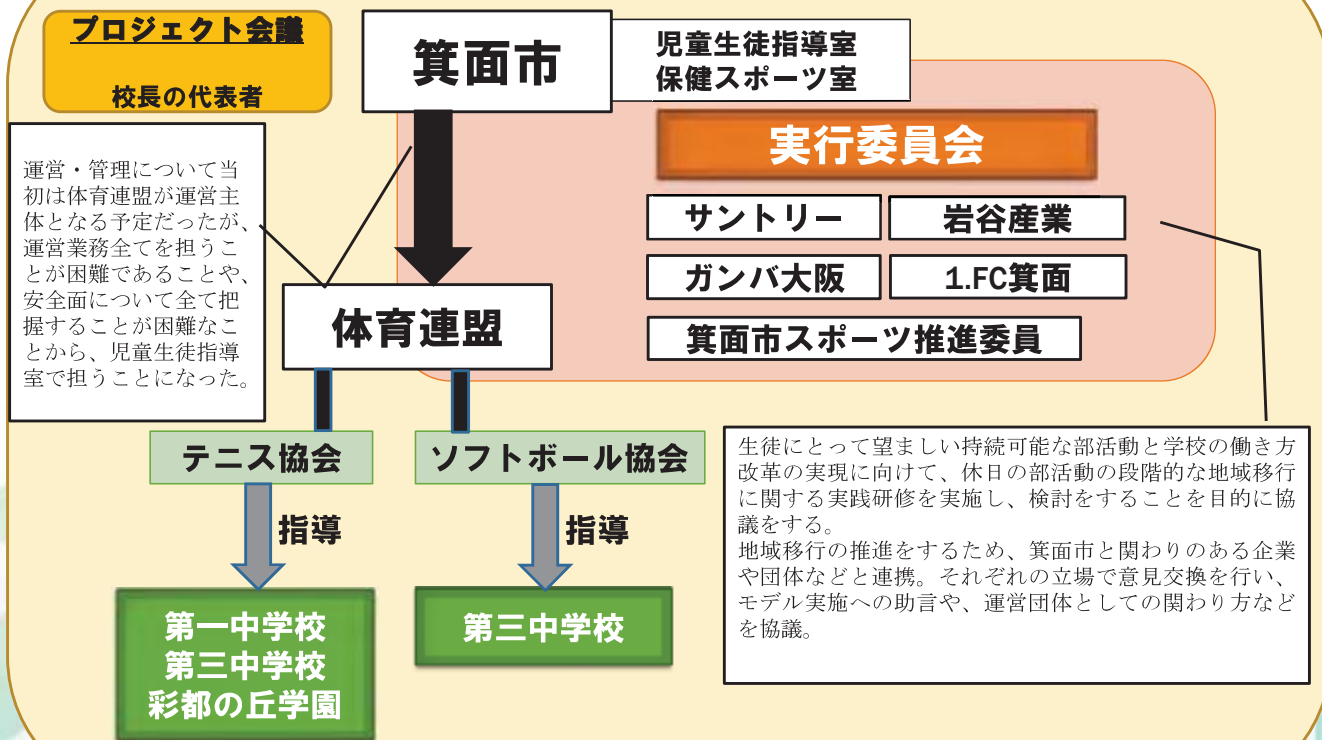 プロジェクト会議
校長の代表者
箕面市
児童生徒指導室
保健スポーツ室
運営・管理について当
初は体育連盟が運営主
体となる予定だったが、
運営業務全てを担うこ
とが困難であることや、
安全面について全て把
握することが困難なこ
とから、児童生徒指導
室で担うことになった。
実行委員会
サントリー
岩谷産業
ガンバ大阪
1.FC箕面
箕面市スポーツ推進委員
体育連盟
テニス協会
ソフトボール協会
指導
指導
第一中学校
第三中学校
彩都の丘学園
第三中学校
生徒にとって望ましい持続可能な部活動と学校の働き方
改革の実現に向けて、休日の部活動の段階的な地域移行
に関する実践研修を実施し、検討をすることを目的に協
議をする。
地域移行の推進をするため、箕面市と関わりのある企業
や団体などと連携。それぞれの立場で意見交換を行い、
モデル実施への助言や、運営団体としての関わり方など
を協議。